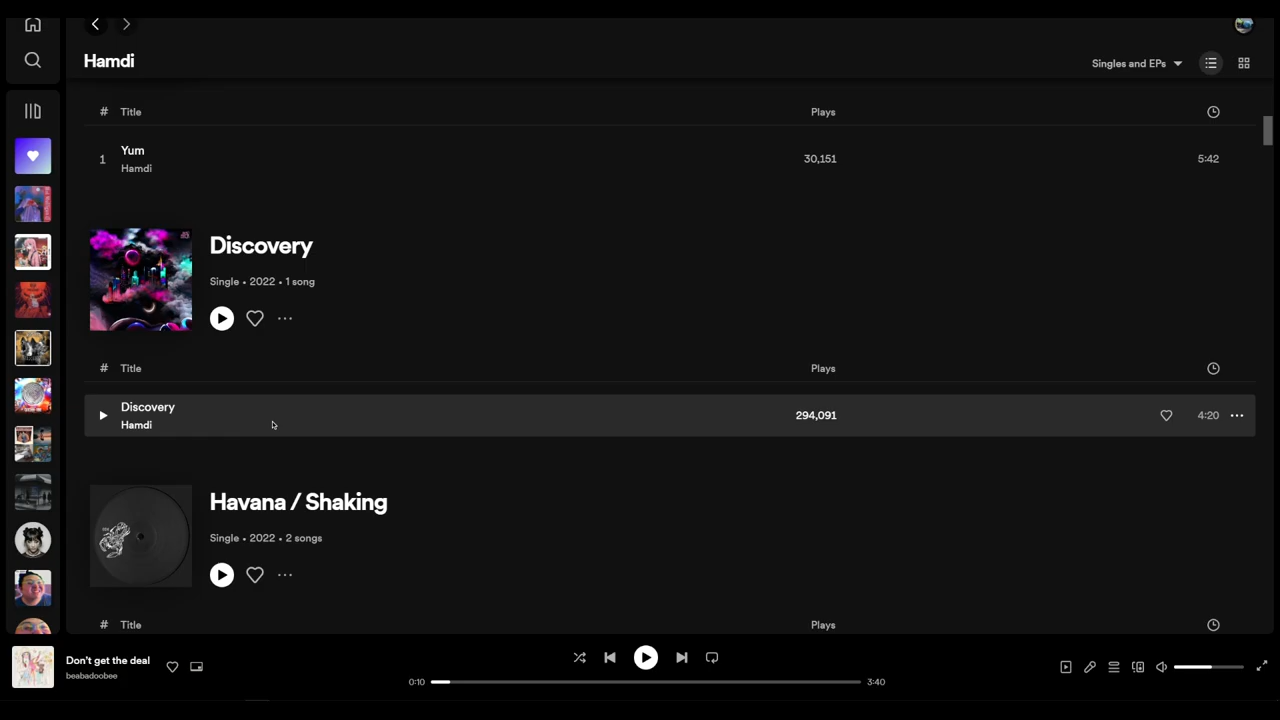 Hamdi
Singles and EPs
# Title Plays
1 Yum 30,151 5:42
Hamdi
Discovery
Single • 2022 • 1 song
# Title Plays
Discovery 294,091 4:20
Hamdi
Havana / Shaking
Single • 2022 • 2 songs
# Title Plays
Don't get the deal
beabadoobee
0:10 3:40